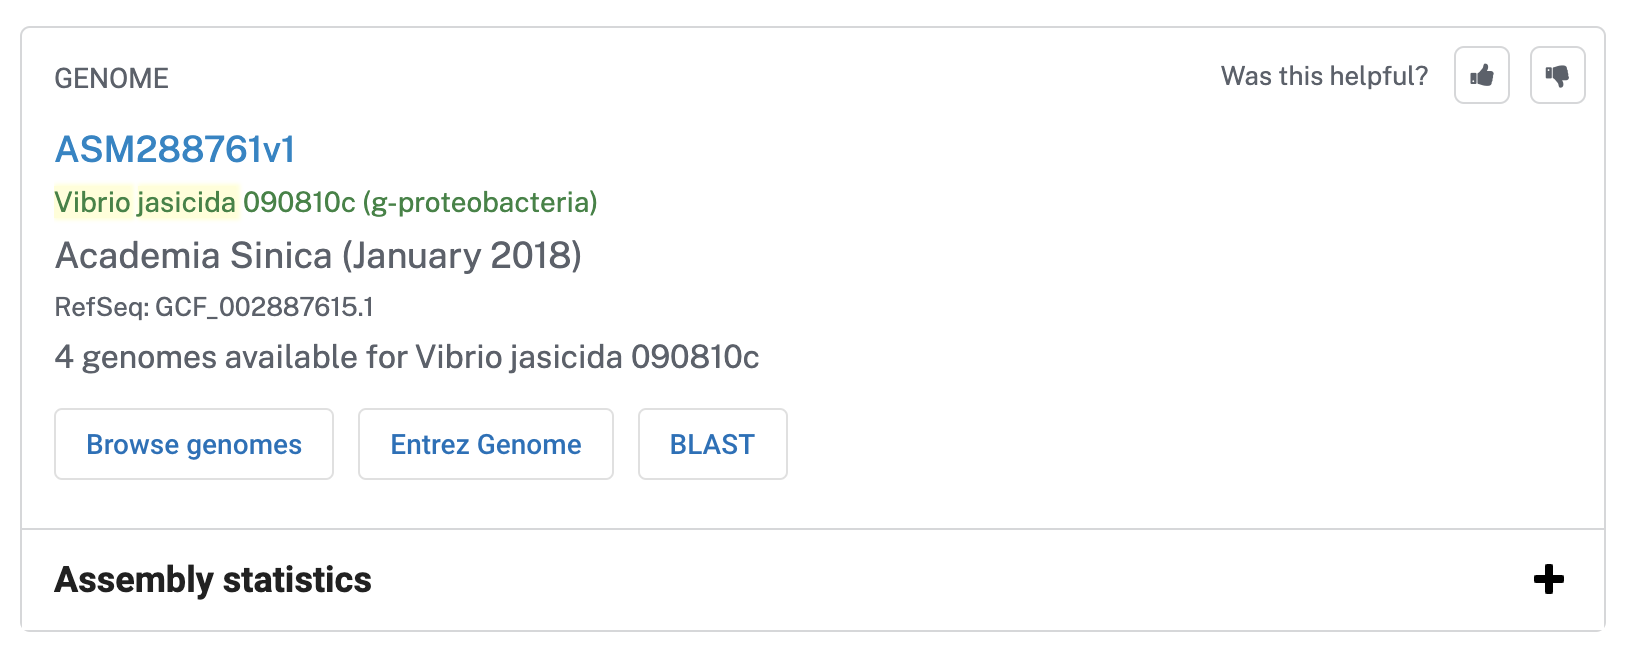 GENOME
Was this helpful?
ASM288761v1
Vibrio jasicida 090810c (g-proteobacteria)
Academia Sinica (January 2018)
RefSeq: GCF_002887615.1
4 genomes available for Vibrio jasicida 090810c
Browse genomes
Entrez Genome
BLAST
Assembly statistics